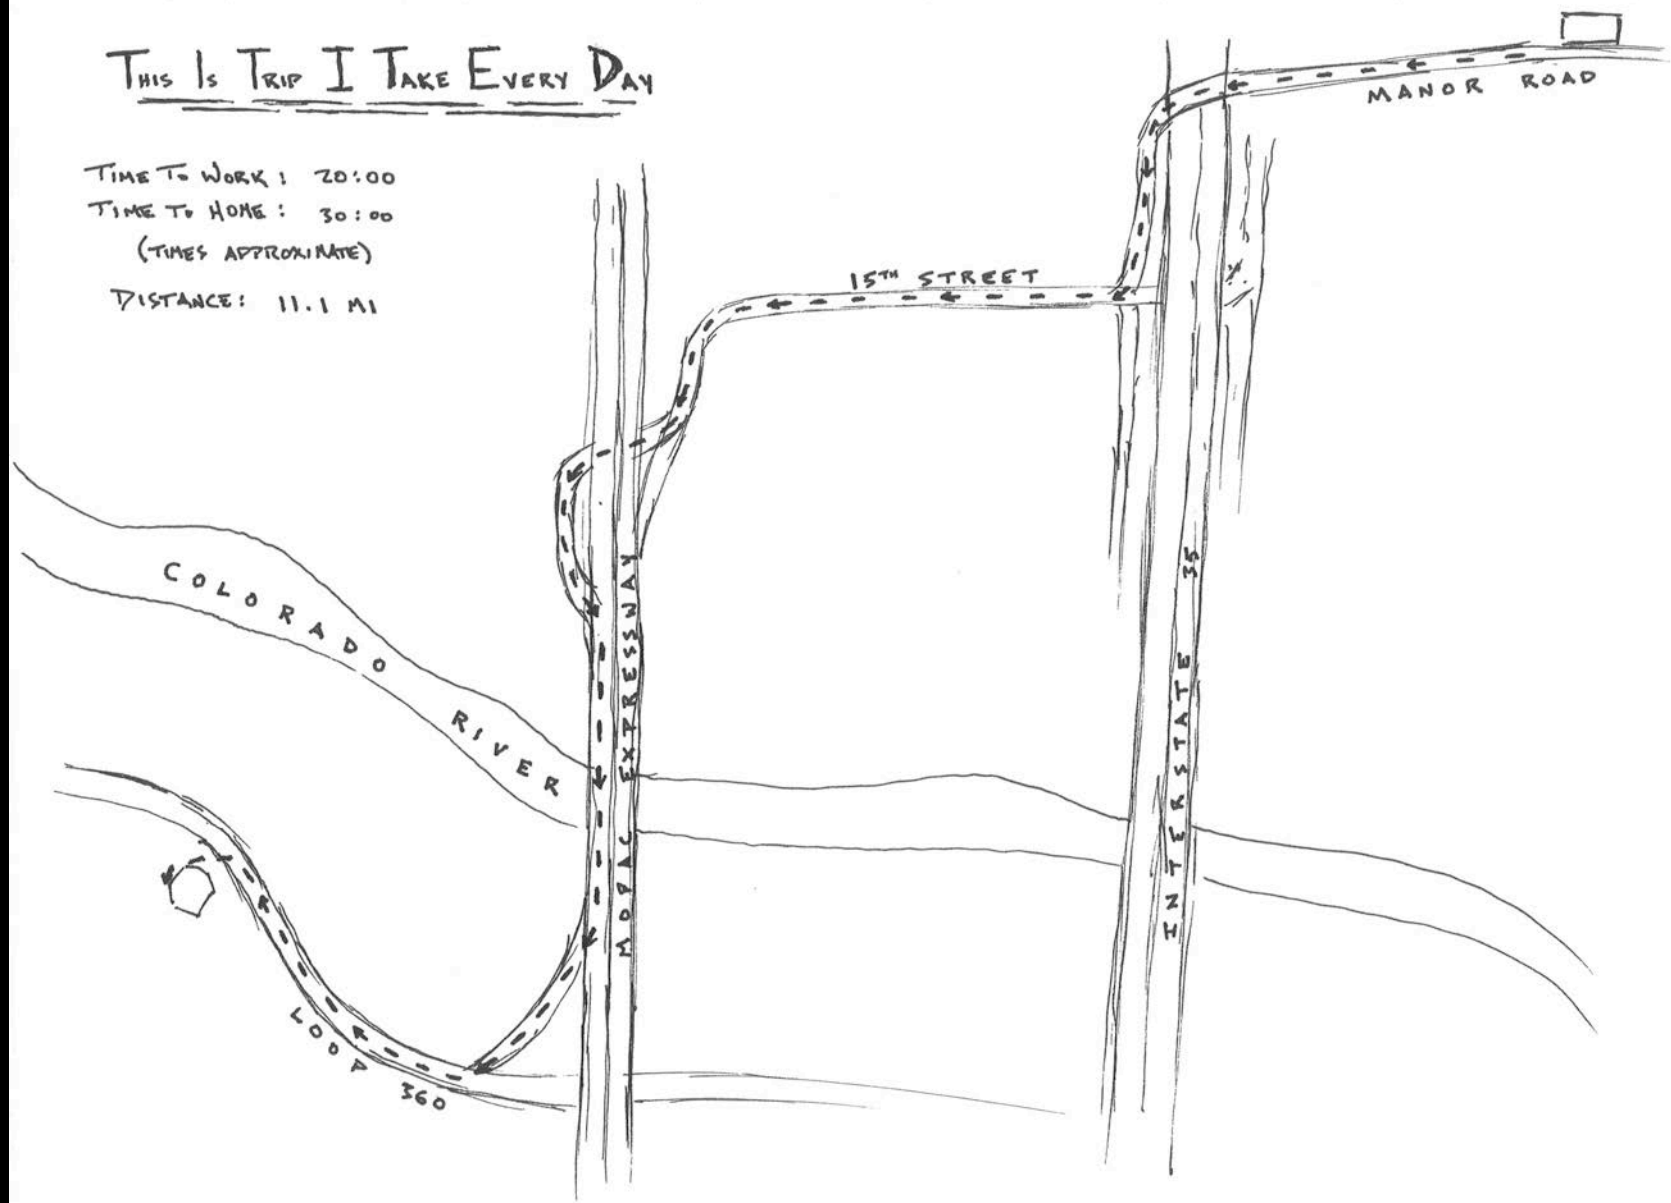 THIS IS TRIP I TAKE EVERY DAY
TIME TO WORK: 20:00
TIME TO HOME: 30:00
(TIMES APPROXIMATE)
DISTANCE: 11.1 MI
MANOR ROAD
15TH STREET
INTERSTATE 35
MOPAC EXPRESSWAY
COLORADO RIVER
LOOP 360